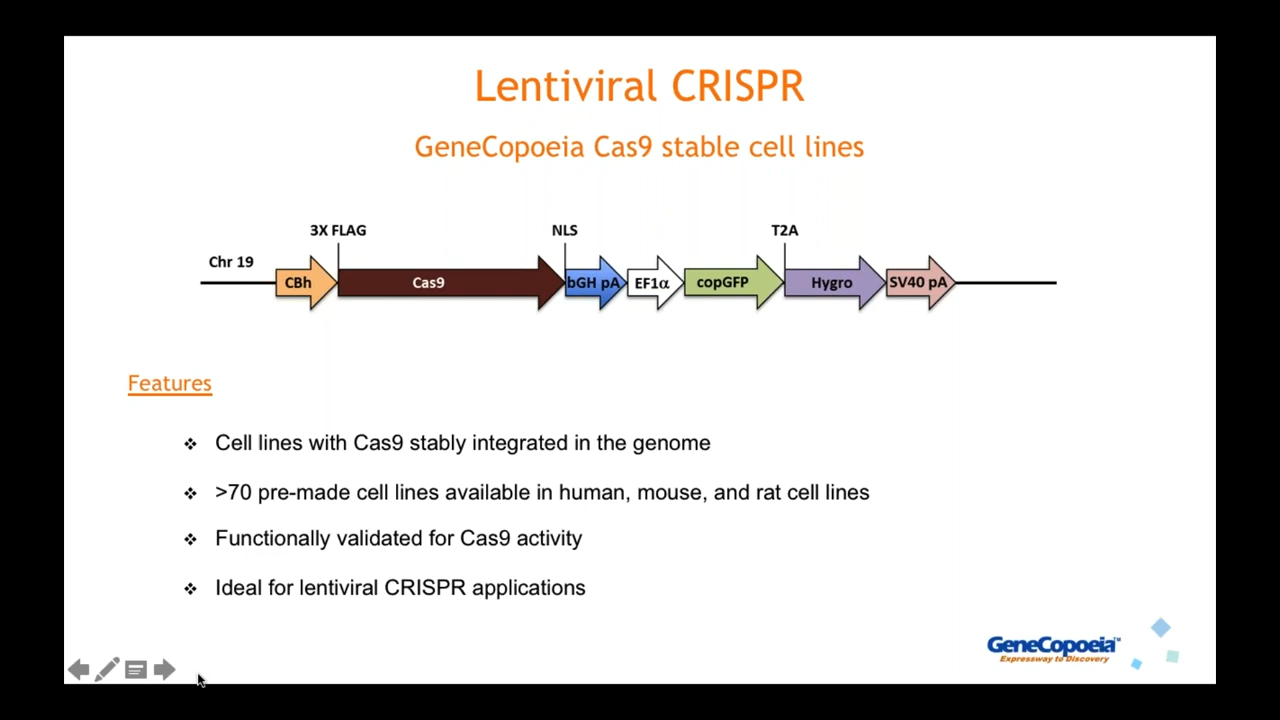 Lentiviral CRISPR
GeneCopoeia Cas9 stable cell lines
3X FLAG
NLS
T2A
Chr 19
CBh
Cas9
bGH pA
EF1α
copGFP
Hygro
SV40 pA
Features
❖ Cell lines with Cas9 stably integrated in the genome
❖ >70 pre-made cell lines available in human, mouse, and rat cell lines
❖ Functionally validated for Cas9 activity
❖ Ideal for lentiviral CRISPR applications
GeneCopoeia™
Expressway to Discovery